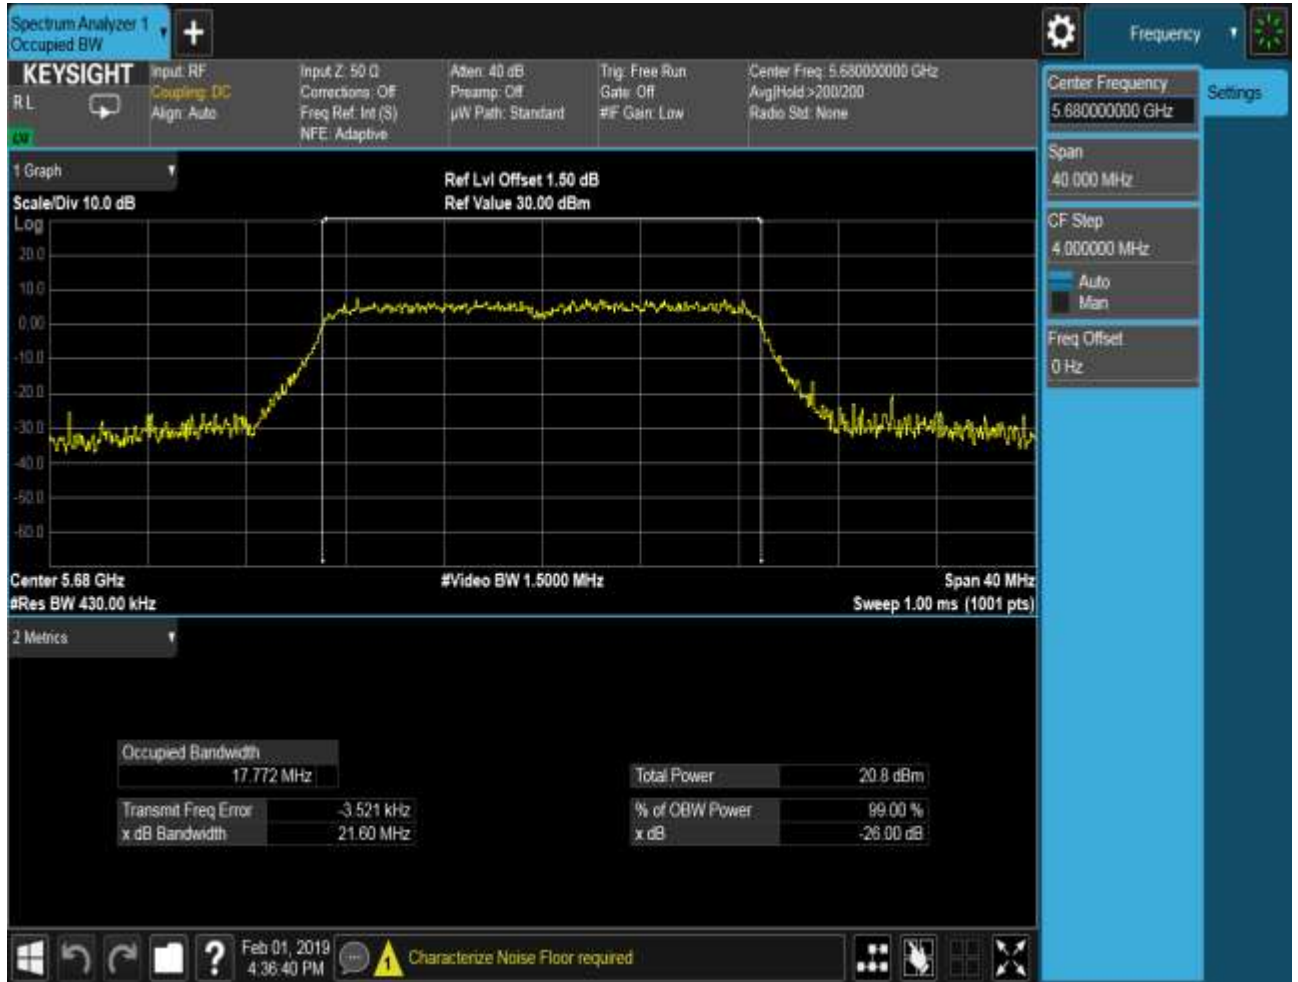 Spectrum Analyzer 1
Occupied BW
Frequency
KEYSIGHT
R L
Input: RF
Coupling: DC
Align: Auto
Input Z: 50 Ω
Corrections: Off
Freq Ref: Int (S)
NFE: Adaptive
Atten: 40 dB
Preamp: Off
µW Path: Standard
Trig: Free Run
Gate: Off
#IF Gain: Low
Center Freq: 5.680000000 GHz
Avg|Hold:>200/200
Radio Std: None
Center Frequency
5.680000000 GHz
Settings
Span
40.000 MHz
CF Step
4.000000 MHz
Auto
Man
Freq Offset
0 Hz
1 Graph
Scale/Div 10.0 dB
Ref Lvl Offset 1.50 dB
Ref Value 30.00 dBm
Log
20.0
10.0
0.00
-10.0
-20.0
-30.0
-40.0
-50.0
-60.0
Center 5.68 GHz
#Video BW 1.5000 MHz
Span 40 MHz
#Res BW 430.00 kHz
Sweep 1.00 ms (1001 pts)
2 Metrics
Occupied Bandwidth
17.772 MHz
Total Power 20.8 dBm
Transmit Freq Error -3.521 kHz
% of OBW Power 99.00 %
x dB Bandwidth 21.60 MHz
x dB -26.00 dB
Feb 01, 2019
4:36:40 PM
1
Characterize Noise Floor required